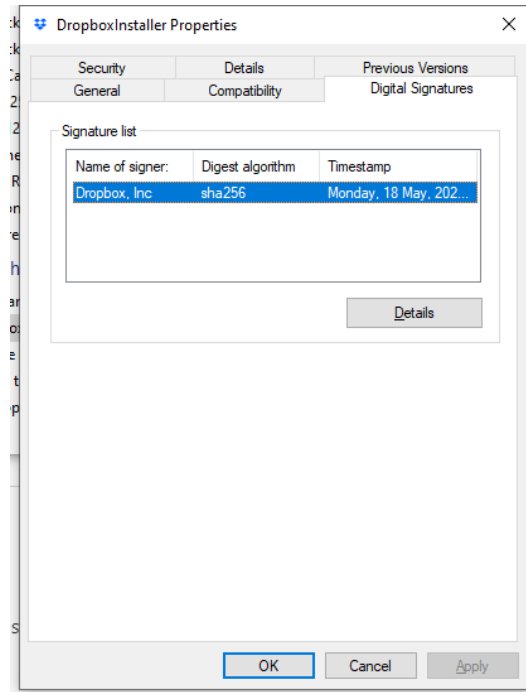 DropboxInstaller Properties
Security Details Previous Versions
General Compatibility Digital Signatures
Signature list
Name of signer: Digest algorithm Timestamp
Dropbox, Inc sha256 Monday, 18 May, 202...
Details
OK Cancel Apply